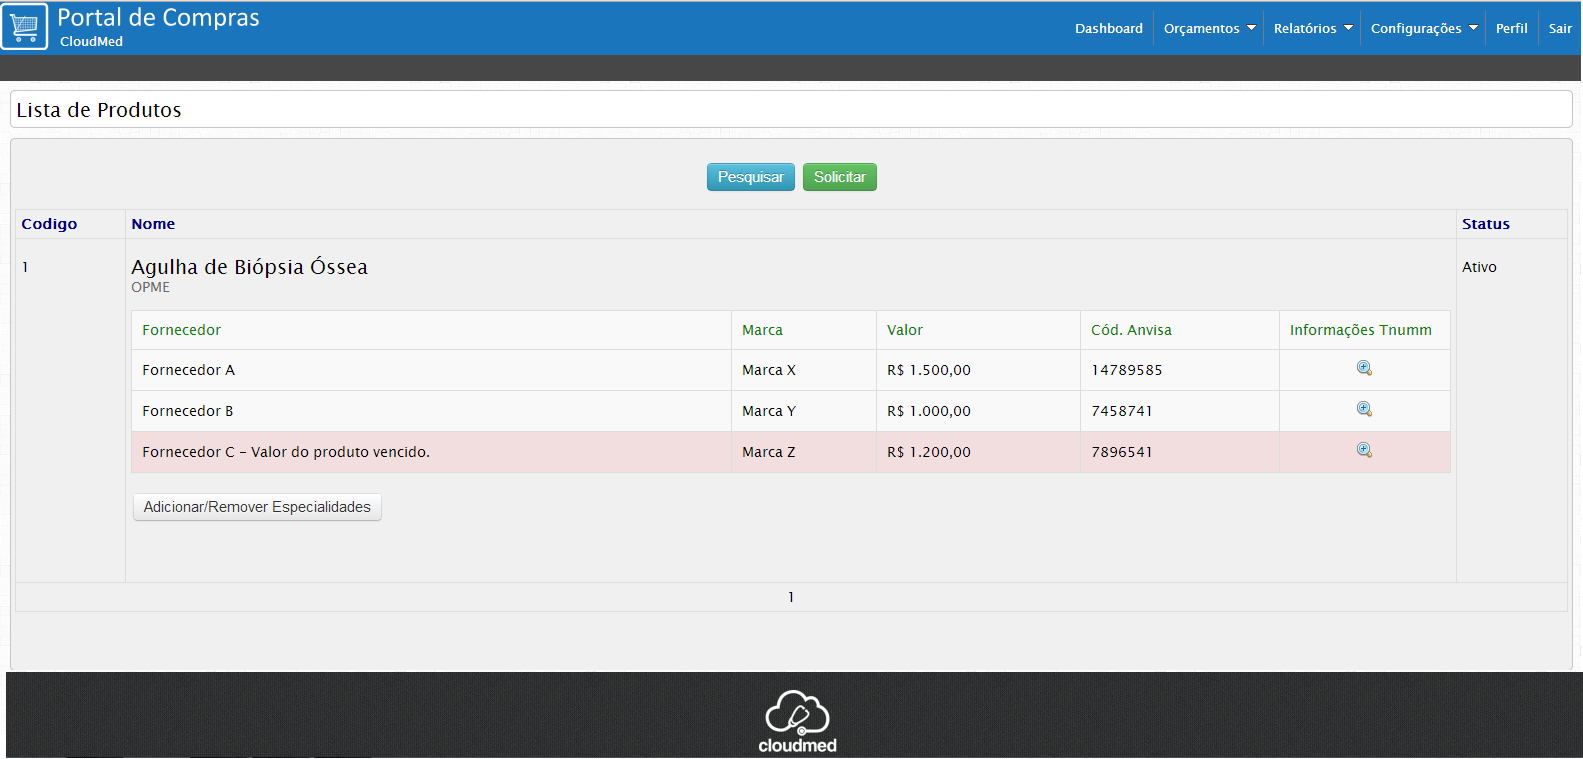 Portal de Compras
CloudMed
Dashboard Orçamentos Relatórios Configurações Perfil Sair
Lista de Produtos
Pesquisar Solicitar
Codigo Nome Status
1 Agulha de Biópsia Óssea Ativo
OPME
Fornecedor Marca Valor Cód. Anvisa Informações Tnumm
Fornecedor A Marca X R$ 1.500,00 14789585
Fornecedor B Marca Y R$ 1.000,00 7458741
Fornecedor C - Valor do produto vencido. Marca Z R$ 1.200,00 7896541
Adicionar/Remover Especialidades
1
cloudmed